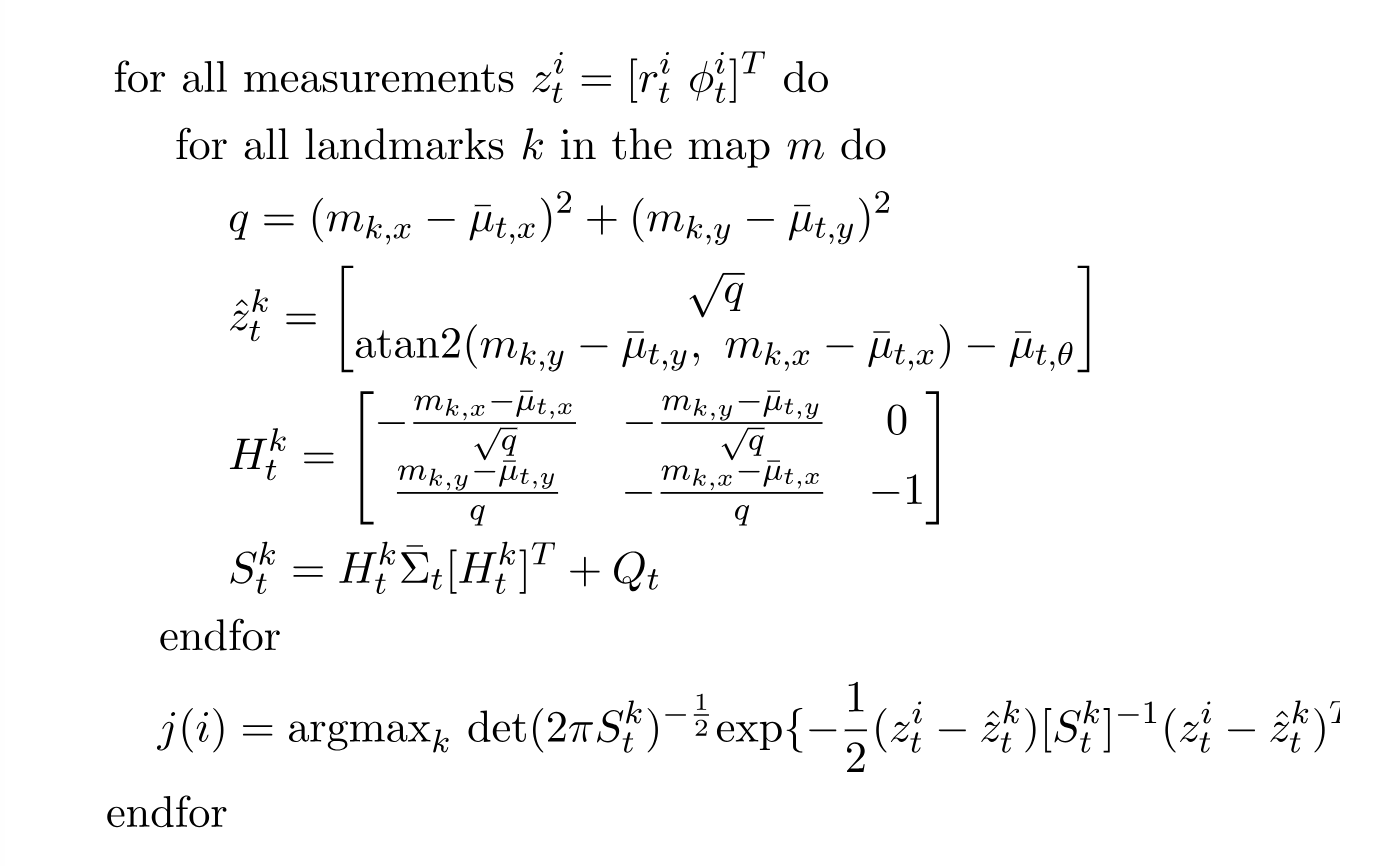 for all measurements $z_t^i = [r_t^i \ \phi_t^i]^T$ do
for all landmarks $k$ in the map $m$ do
$q = (m_{k,x} - \bar{\mu}_{t,x})^2 + (m_{k,y} - \bar{\mu}_{t,y})^2$
$\hat{z}_t^k = \begin{bmatrix} \sqrt{q} \\ \text{atan2}(m_{k,y} - \bar{\mu}_{t,y}, \ m_{k,x} - \bar{\mu}_{t,x}) - \bar{\mu}_{t,\theta} \end{bmatrix}$
$H_t^k = \begin{bmatrix} -\frac{m_{k,x} - \bar{\mu}_{t,x}}{\sqrt{q}} & -\frac{m_{k,y} - \bar{\mu}_{t,y}}{\sqrt{q}} & 0 \\ \frac{m_{k,y} - \bar{\mu}_{t,y}}{q} & -\frac{m_{k,x} - \bar{\mu}_{t,x}}{q} & -1 \end{bmatrix}$
$S_t^k = H_t^k \bar{\Sigma}_t [H_t^k]^T + Q_t$
endfor
$j(i) = \text{argmax}_k \ \det(2\pi S_t^k)^{-\frac{1}{2}} \exp\{-\frac{1}{2}(z_t^i - \hat{z}_t^k)[S_t^k]^{-1}(z_t^i - \hat{z}_t^k)^T$
endfor